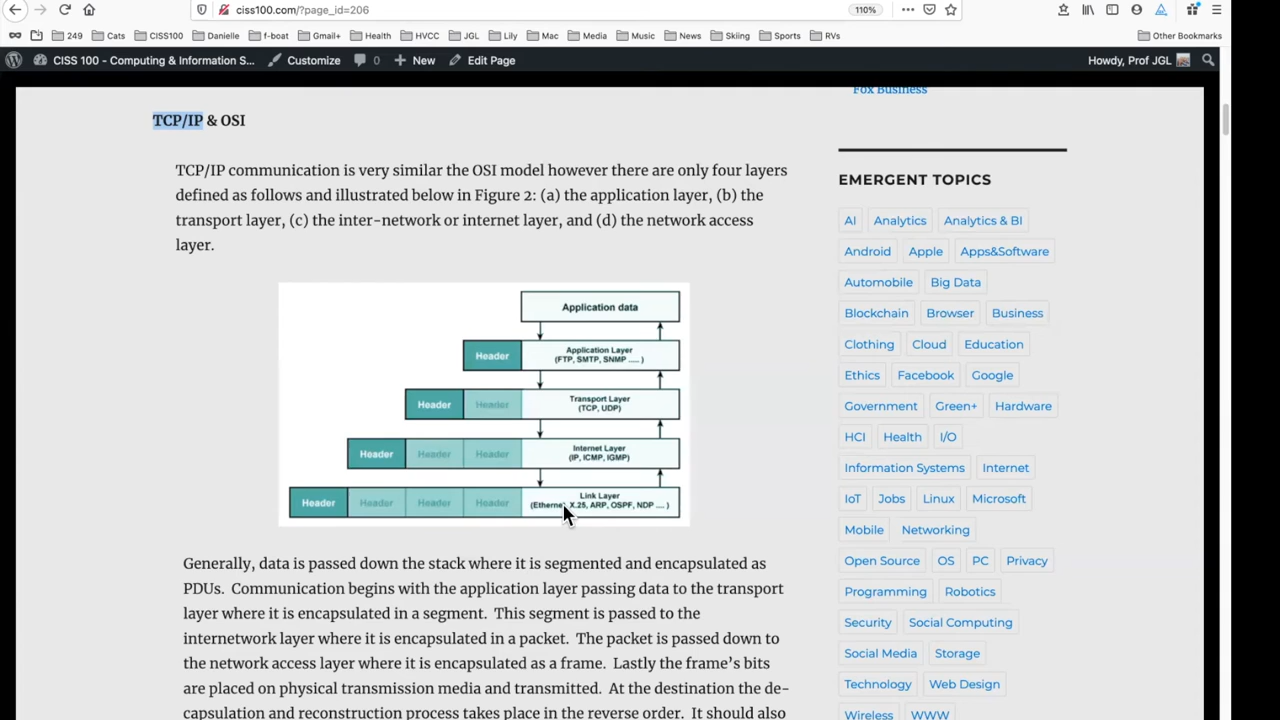 ciss100.com/?page_id=206
110%
249
Cats
CISS100
Danielle
f-boat
Gmail+
Health
HVCC
JGL
Lily
Mac
Media
Music
News
Skiing
Sports
RVs
Other Bookmarks
CISS 100 - Computing & Information S...
Customize
0
New
Edit Page
Howdy, Prof JGL
Fox Business
TCP/IP & OSI
TCP/IP communication is very similar the OSI model however there are only four layers
defined as follows and illustrated below in Figure 2: (a) the application layer, (b) the
transport layer, (c) the inter-network or internet layer, and (d) the network access
layer.
Application data
Header
Application Layer
(FTP, SMTP, SNMP ..... )
Header Header
Transport Layer
(TCP, UDP)
Header Header Header
Internet Layer
(IP, ICMP, IGMP)
Header Header Header Header
Link Layer
(Ethernet, X.25, ARP, OSPF, NDP .... )
Generally, data is passed down the stack where it is segmented and encapsulated as
PDUs. Communication begins with the application layer passing data to the transport
layer where it is encapsulated in a segment. This segment is passed to the
internetwork layer where it is encapsulated in a packet. The packet is passed down to
the network access layer where it is encapsulated as a frame. Lastly the frame's bits
are placed on physical transmission media and transmitted. At the destination the de-
capsulation and reconstruction process takes place in the reverse order. It should also
EMERGENT TOPICS
AI Analytics Analytics & BI
Android Apple Apps&Software
Automobile Big Data
Blockchain Browser Business
Clothing Cloud Education
Ethics Facebook Google
Government Green+ Hardware
HCI Health I/O
Information Systems Internet
IoT Jobs Linux Microsoft
Mobile Networking
Open Source OS PC Privacy
Programming Robotics
Security Social Computing
Social Media Storage
Technology Web Design
Wireless WWW